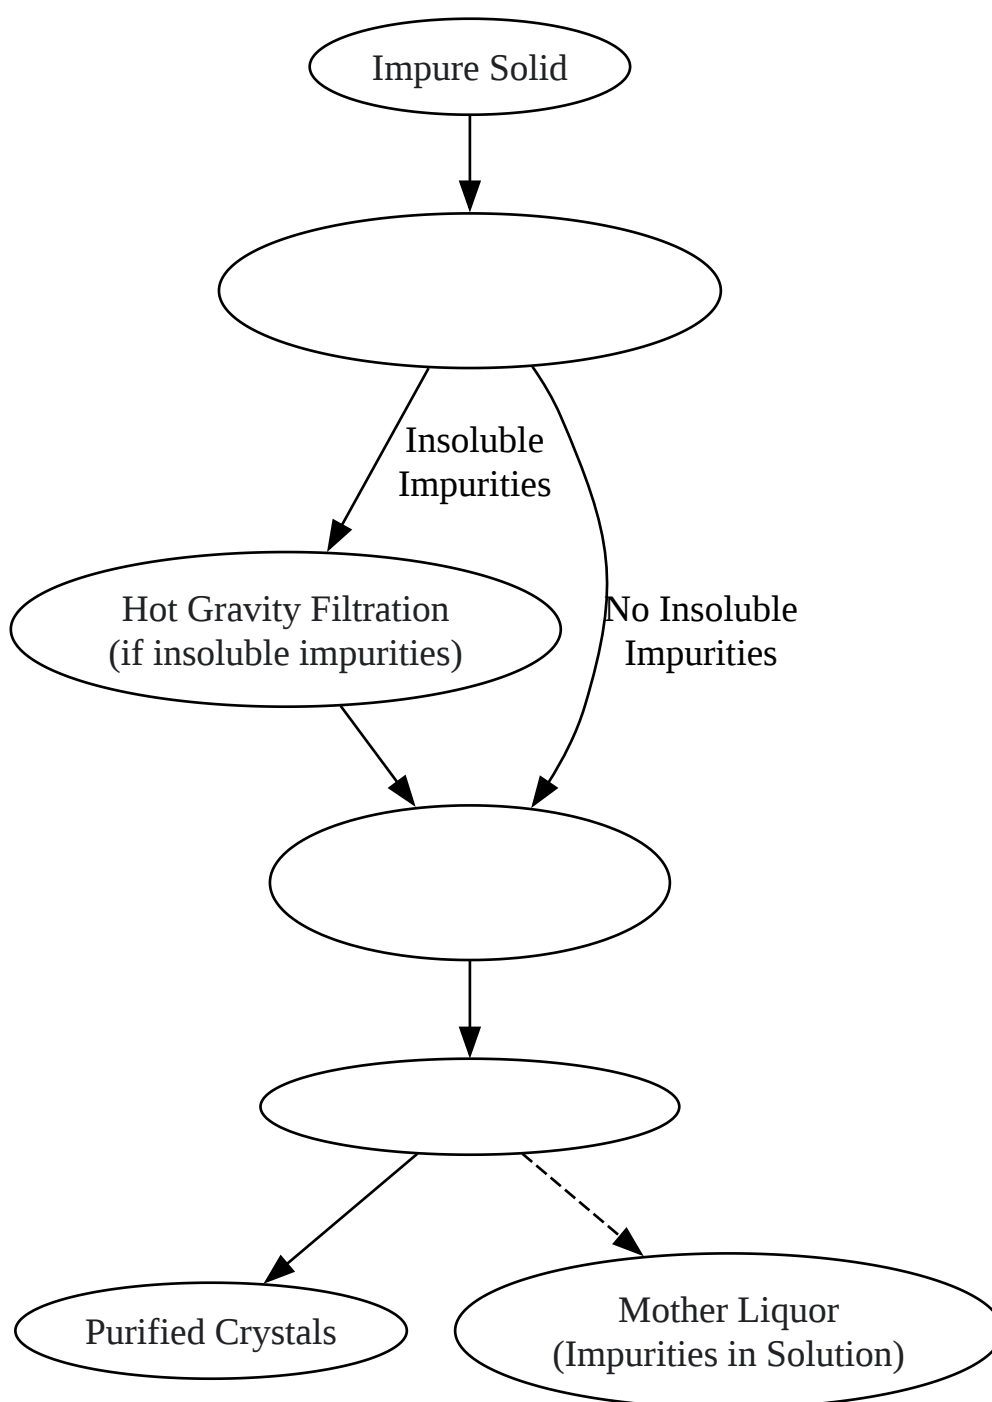 Impure Solid
Insoluble
Impurities
Hot Gravity Filtration
(if insoluble impurities)
No Insoluble
Impurities
Purified Crystals
Mother Liquor
(Impurities in Solution)